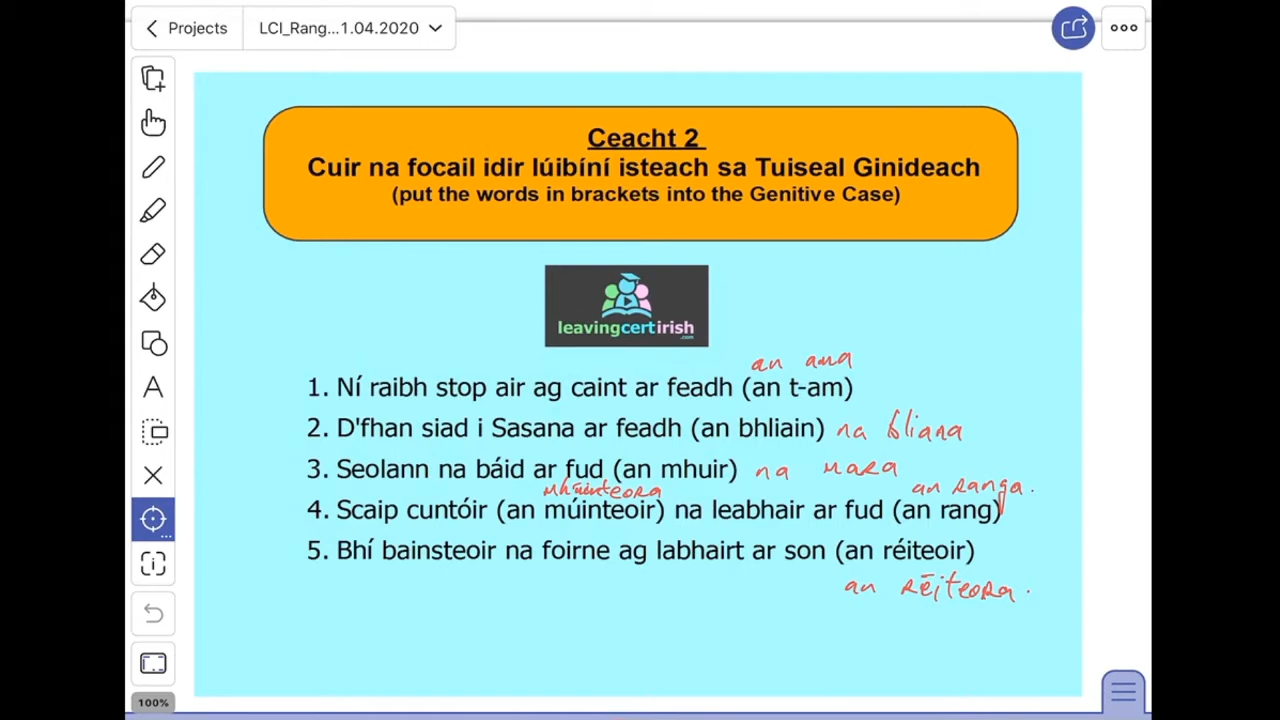 Projects
LCI_Rang...1.04.2020
Ceacht 2
Cuir na focail idir lúibíní isteach sa Tuiseal Ginideach
(put the words in brackets into the Genitive Case)
leavingcertirish
.com
an ama
1. Ní raibh stop air ag caint ar feadh (an t-am)
2. D'fhan siad i Sasana ar feadh (an bhliain) na bliana
3. Seolann na báid ar fud (an mhuir) na mara
mhúinteora an ranga.
4. Scaip cuntóir (an múinteoir) na leabhair ar fud (an rang)
5. Bhí bainsteoir na foirne ag labhairt ar son (an réiteoir)
an réiteora.
100%